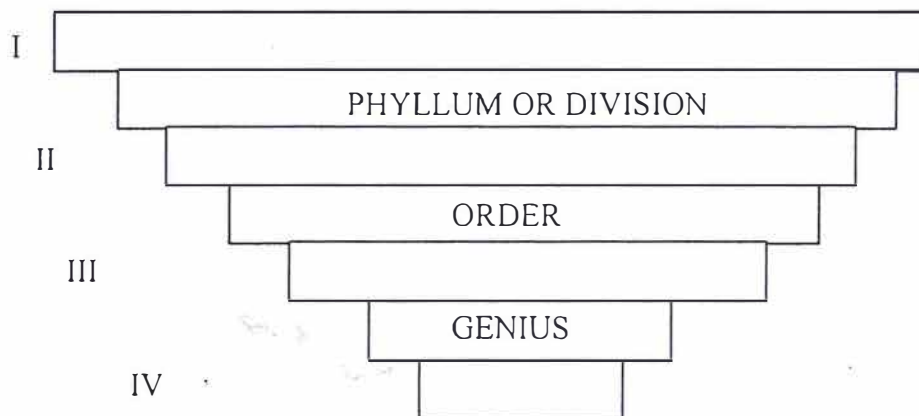 I
PHYLLUM OR DIVISION
II
ORDER
III
GENIUS
IV